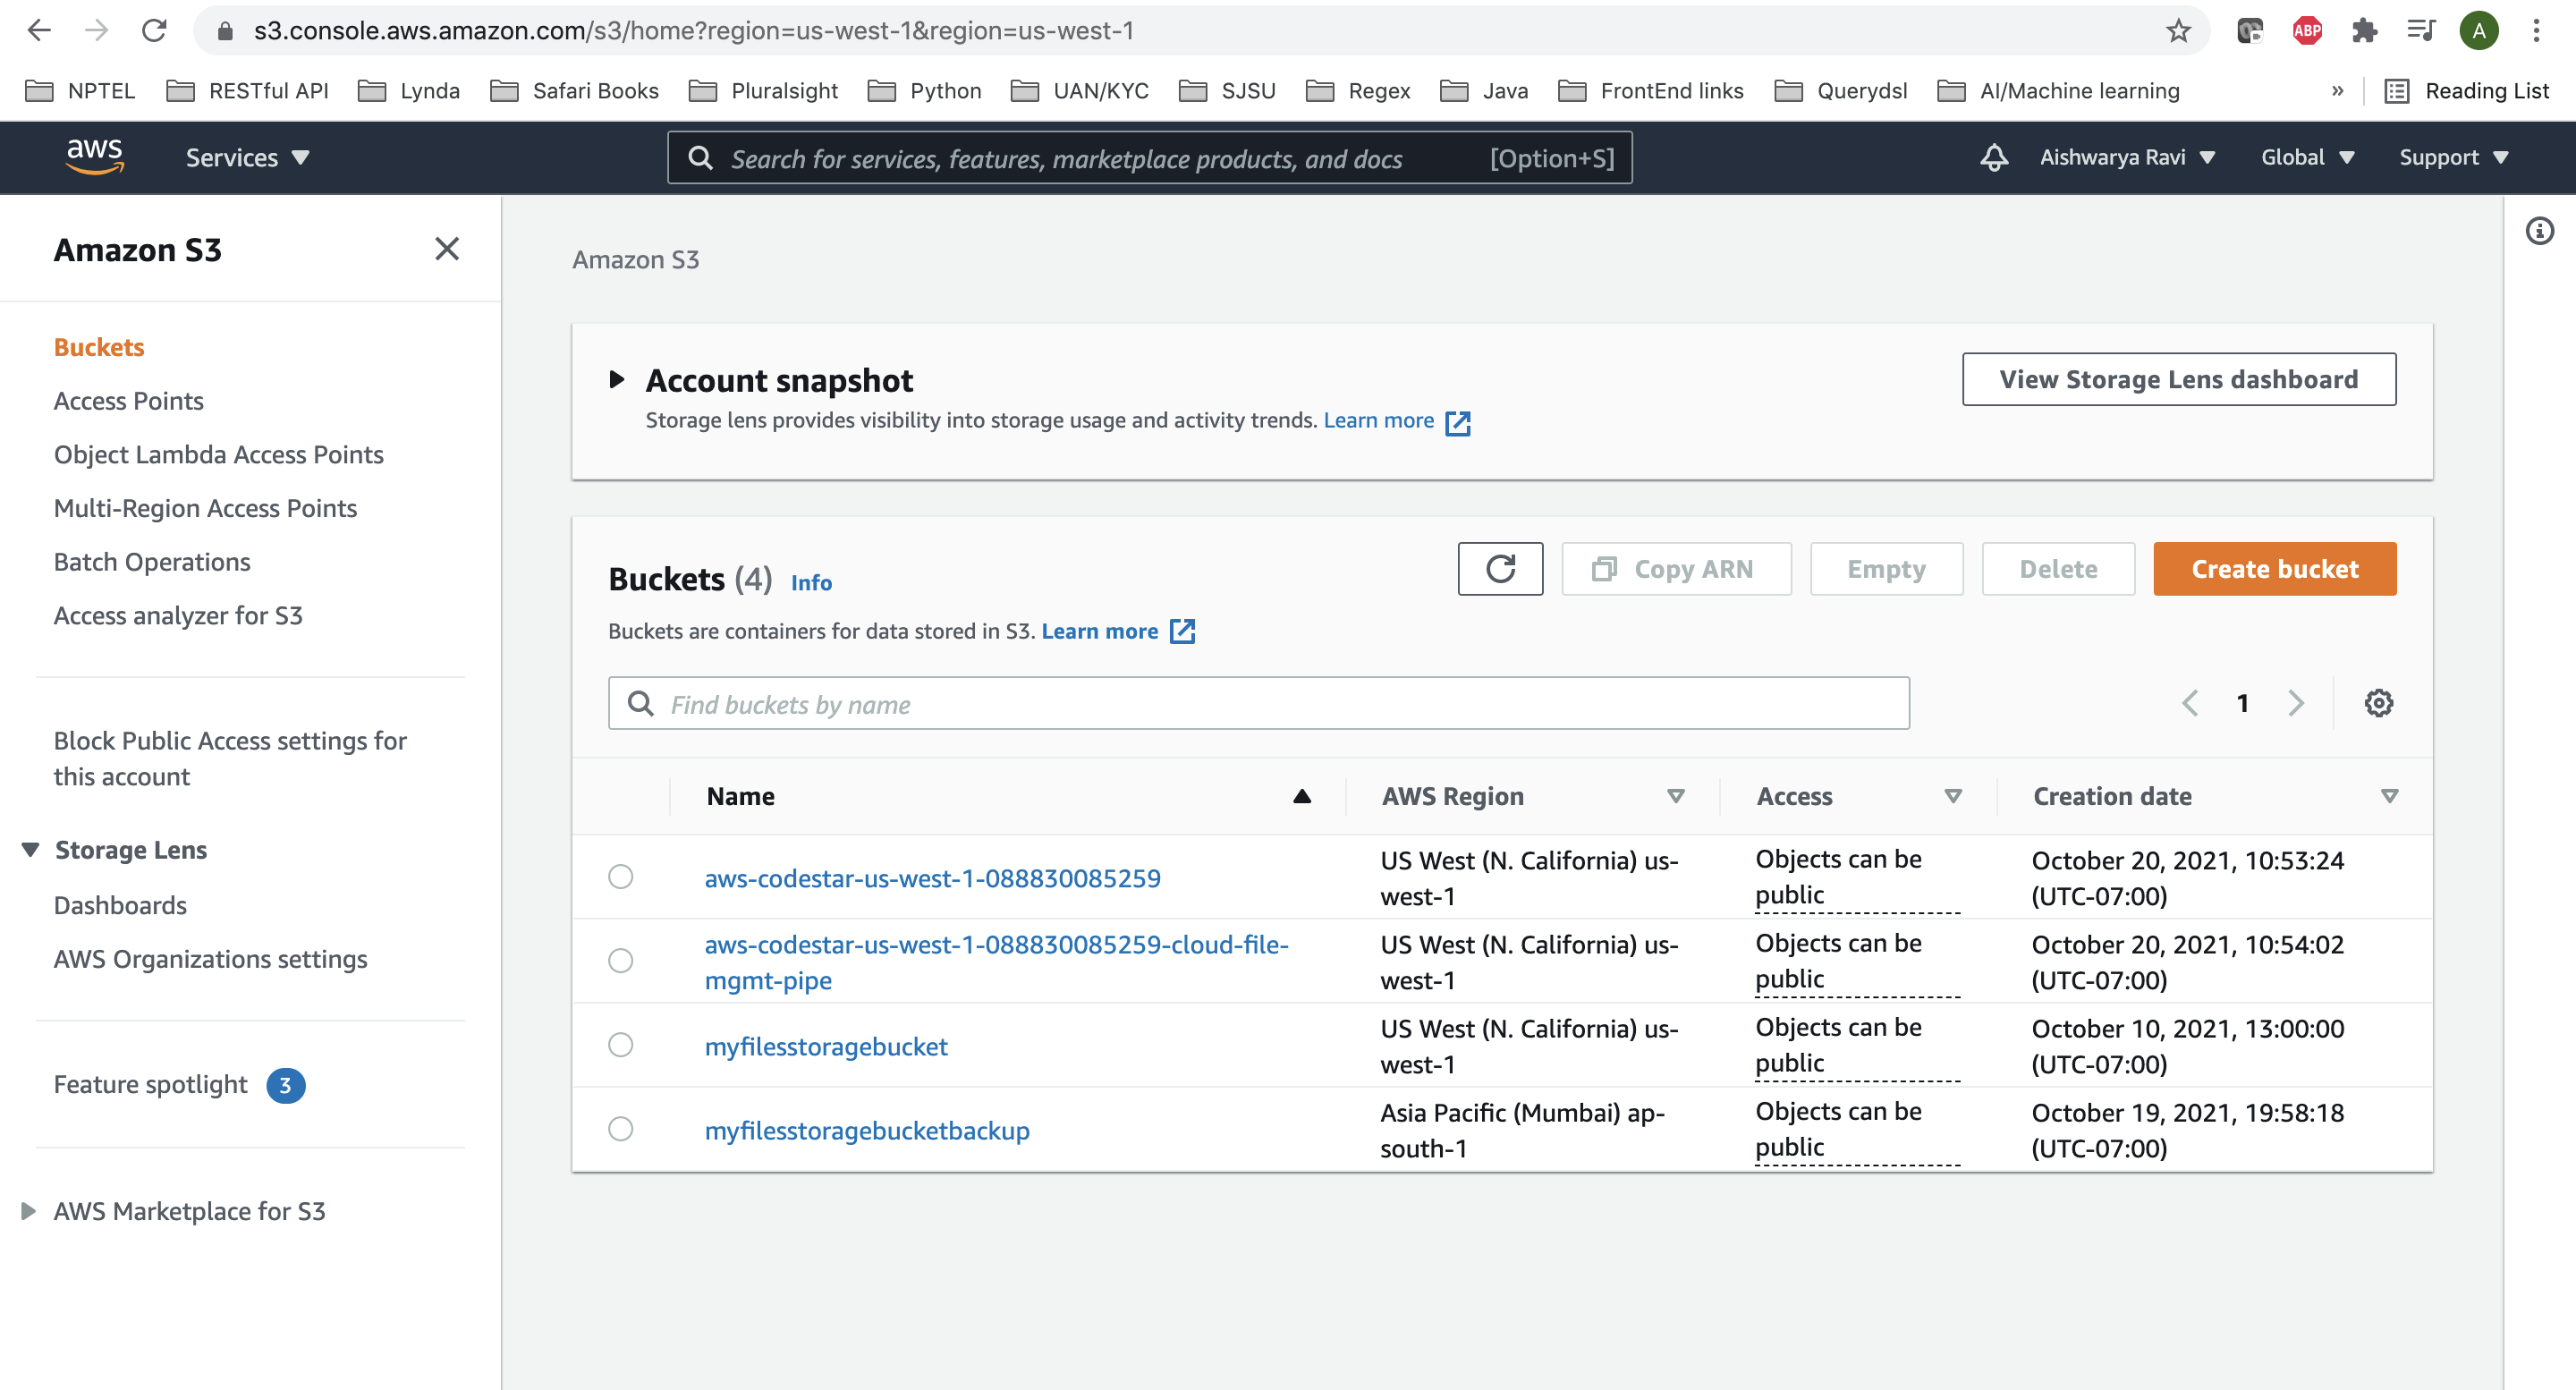 s3.console.aws.amazon.com/s3/home?region=us-west-1&region=us-west-1
ABP
A
NPTEL RESTful API Lynda Safari Books Pluralsight Python UAN/KYC SJSU Regex Java FrontEnd links Querydsl AI/Machine learning » Reading List
aws Services Search for services, features, marketplace products, and docs [Option+S] Aishwarya Ravi Global Support
Amazon S3
Buckets
Access Points
Object Lambda Access Points
Multi-Region Access Points
Batch Operations
Access analyzer for S3
Block Public Access settings for
this account
Storage Lens
Dashboards
AWS Organizations settings
Feature spotlight 3
AWS Marketplace for S3
Amazon S3
Account snapshot
Storage lens provides visibility into storage usage and activity trends. Learn more
View Storage Lens dashboard
Buckets (4) Info
Copy ARN Empty Delete Create bucket
Buckets are containers for data stored in S3. Learn more
Find buckets by name
1
Name AWS Region Access Creation date
aws-codestar-us-west-1-088830085259
US West (N. California) us-
west-1
Objects can be
public
October 20, 2021, 10:53:24
(UTC-07:00)
aws-codestar-us-west-1-088830085259-cloud-file-
mgmt-pipe
US West (N. California) us-
west-1
Objects can be
public
October 20, 2021, 10:54:02
(UTC-07:00)
myfilesstoragebucket
US West (N. California) us-
west-1
Objects can be
public
October 10, 2021, 13:00:00
(UTC-07:00)
myfilesstoragebucketbackup
Asia Pacific (Mumbai) ap-
south-1
Objects can be
public
October 19, 2021, 19:58:18
(UTC-07:00)